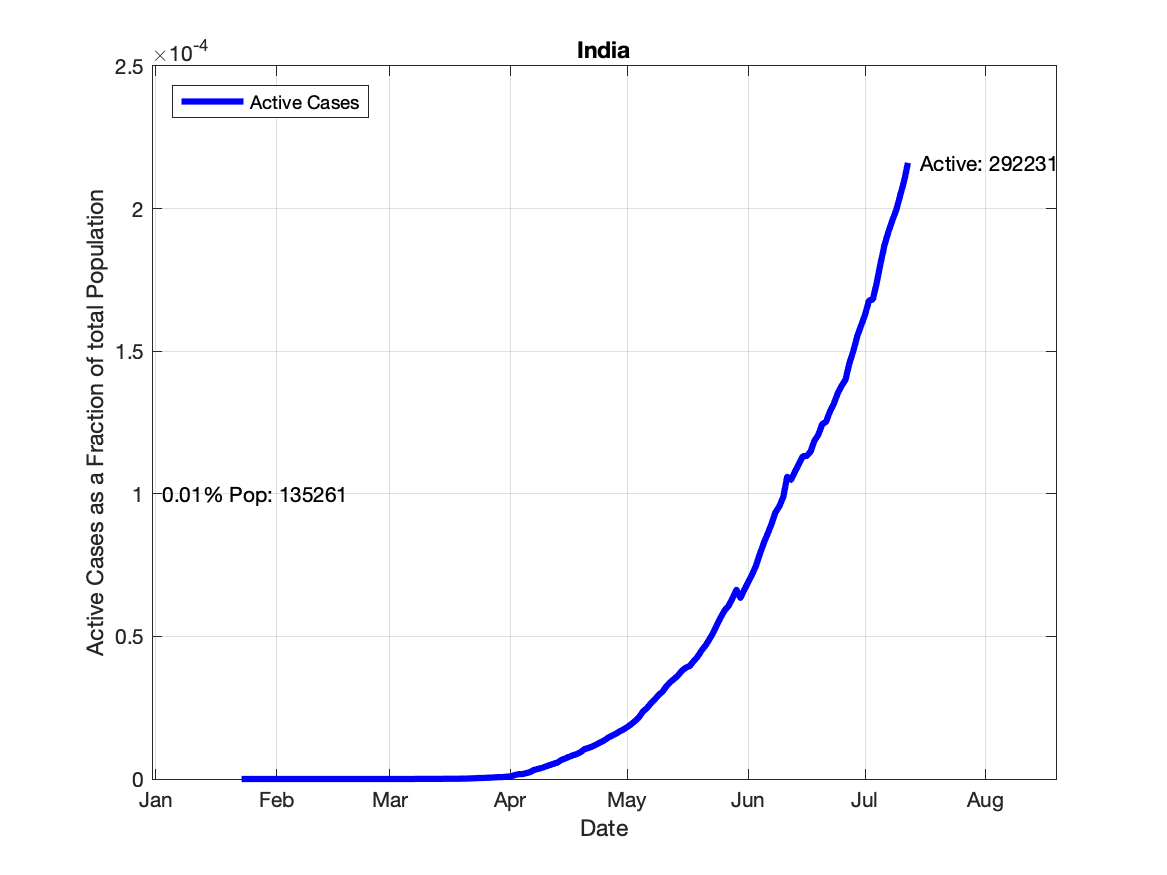 India
×10-4
2.5
2
1.5
1
0.5
0
Active Cases
Active: 292231
0.01% Pop: 135261
Active Cases as a Fraction of total Population
Jan Feb Mar Apr May Jun Jul Aug
Date